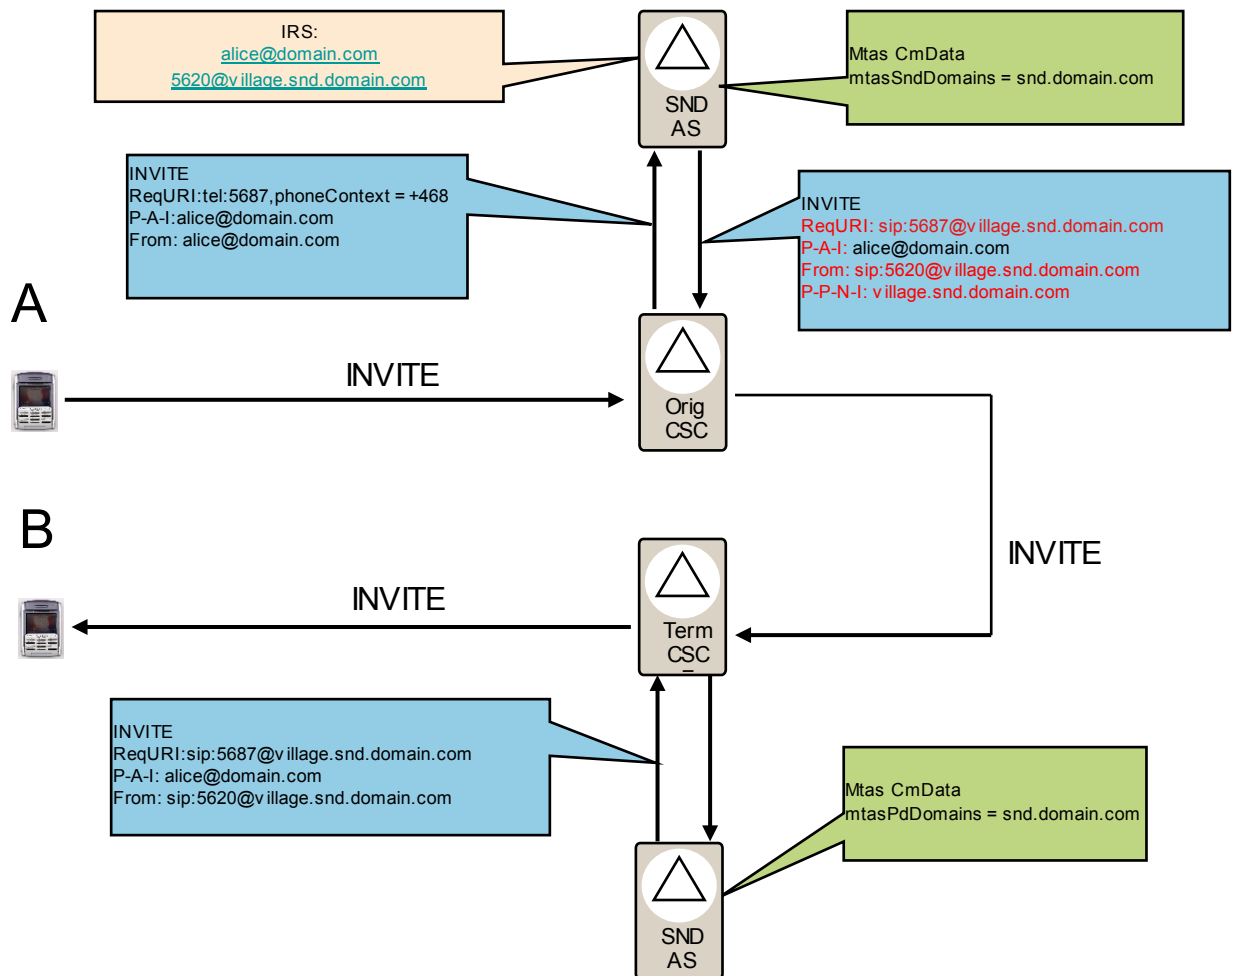 IRS:
alice@domain.com
5620@village.snd.domain.com
SND
AS
Mtas CmData
mtasSndDomains = snd.domain.com
INVITE
ReqURI:tel:5687,phoneContext = +468
P-A-I:alice@domain.com
From: alice@domain.com
INVITE
ReqURI: sip:5687@village.snd.domain.com
P-A-I: alice@domain.com
From: sip:5620@village.snd.domain.com
P-P-N-I: village.snd.domain.com
A
INVITE
Orig
CSC
B
INVITE
INVITE
Term
CSC
INVITE
ReqURI:sip:5687@village.snd.domain.com
P-A-I: alice@domain.com
From: sip:5620@village.snd.domain.com
Mtas CmData
mtasPdDomains = snd.domain.com
SND
AS